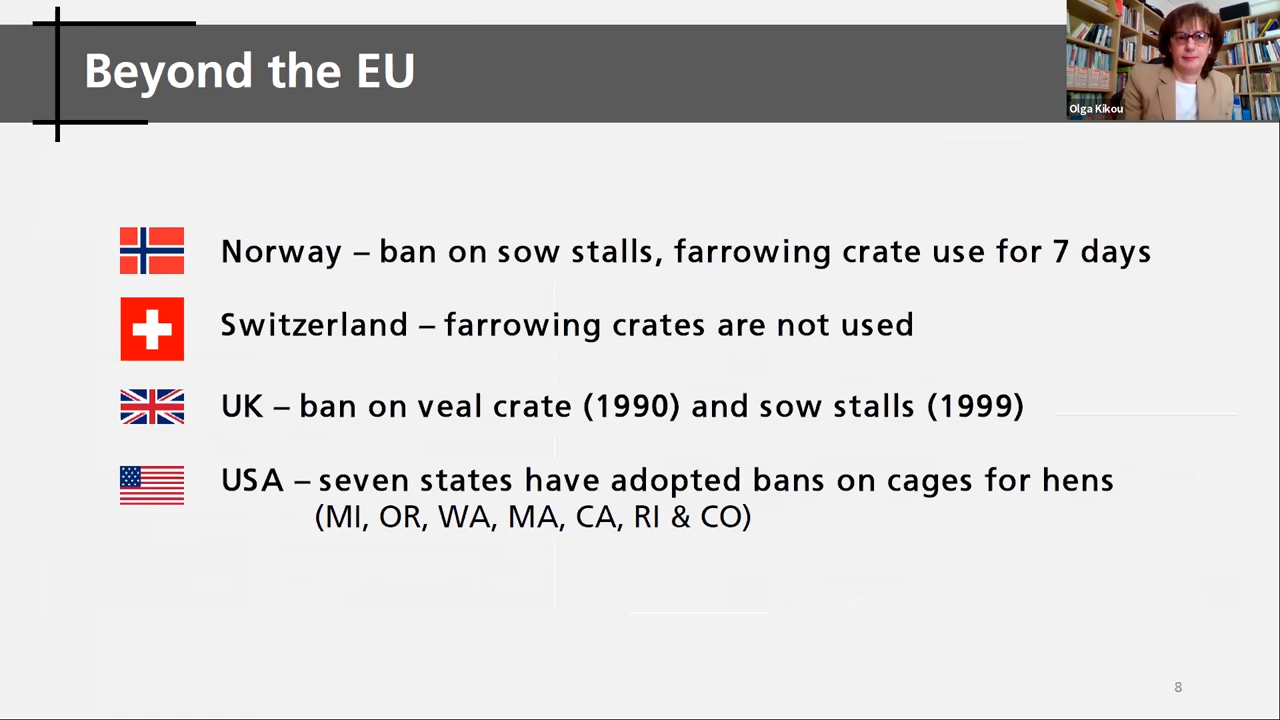 Beyond the EU
Olga Kikou
Norway – ban on sow stalls, farrowing crate use for 7 days
Switzerland – farrowing crates are not used
UK – ban on veal crate (1990) and sow stalls (1999)
USA – seven states have adopted bans on cages for hens
(MI, OR, WA, MA, CA, RI & CO)
8